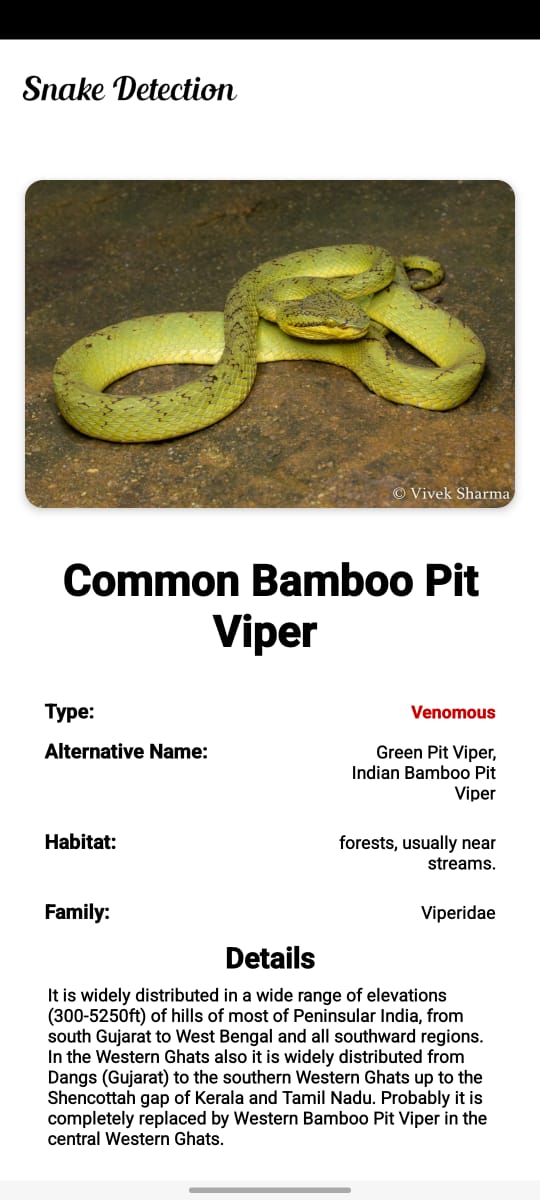 Snake Detection
© Vivek Sharma
Common Bamboo Pit
Viper
Type: Venomous
Alternative Name: Green Pit Viper,
Indian Bamboo Pit
Viper
Habitat: forests, usually near
streams.
Family: Viperidae
Details
It is widely distributed in a wide range of elevations
(300-5250ft) of hills of most of Peninsular India, from
south Gujarat to West Bengal and all southward regions.
In the Western Ghats also it is widely distributed from
Dangs (Gujarat) to the southern Western Ghats up to the
Shencottah gap of Kerala and Tamil Nadu. Probably it is
completely replaced by Western Bamboo Pit Viper in the
central Western Ghats.